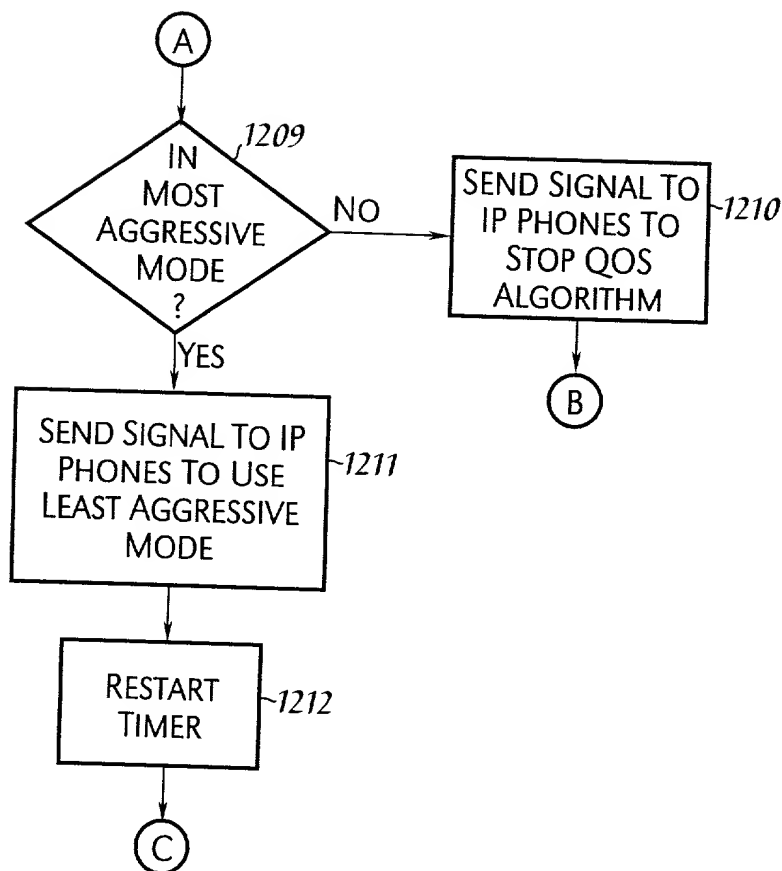 A
1209
IN
MOST
AGGRESSIVE
MODE
?
NO
SEND SIGNAL TO
IP PHONES TO
STOP QOS
ALGORITHM
1210
B
YES
SEND SIGNAL TO IP
PHONES TO USE
LEAST AGGRESSIVE
MODE
1211
RESTART
TIMER
1212
C